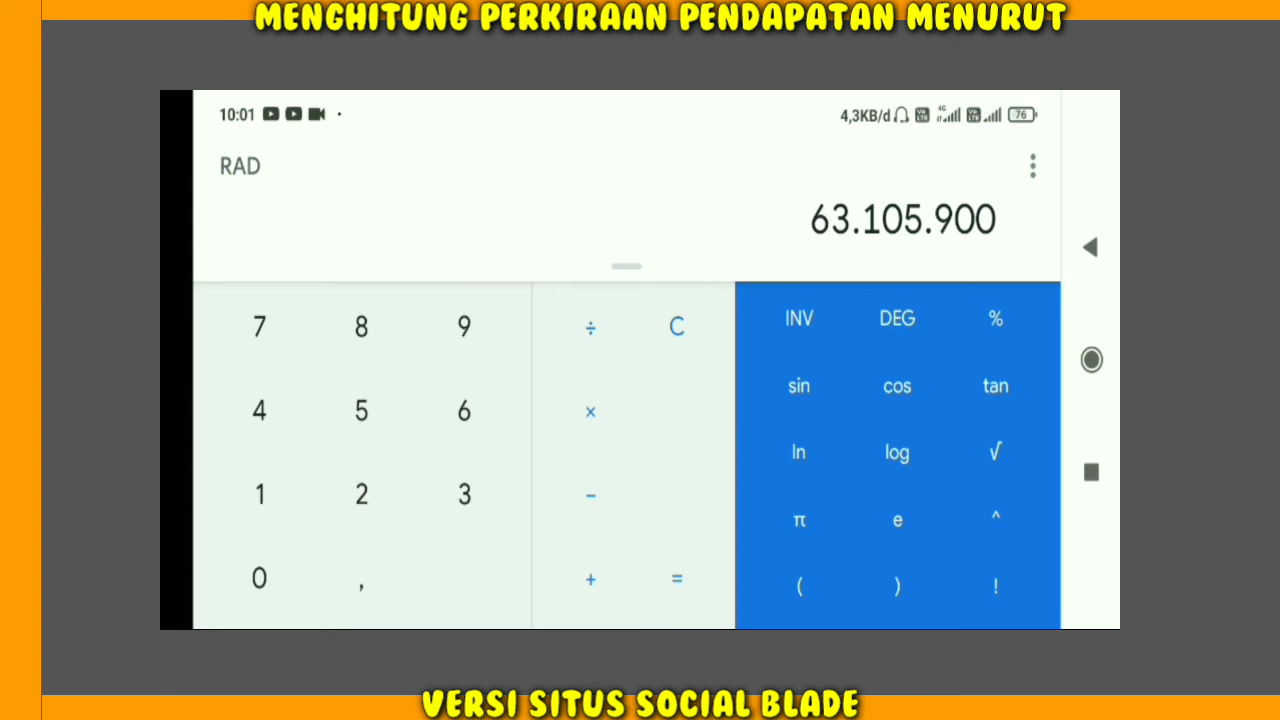 MENGHITUNG PERKIRAAN PENDAPATAN MENURUT
10:01 4,3KB/d 4G 76
RAD
63.105.900
7 8 9 ÷ C INV DEG %
4 5 6 × sin cos tan
1 2 3 − ln log √
0 , + = π e ^
( ) !
VERSI SITUS SOCIAL BLADE